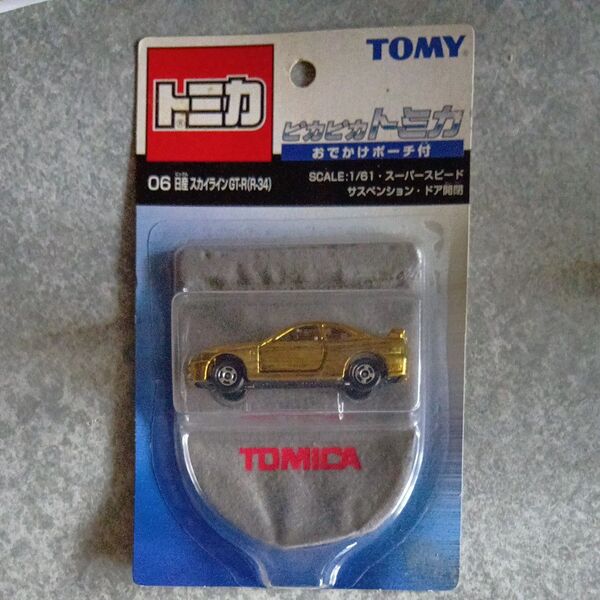 TOMY
トミカ
ピカピカトミカ
おでかけポーチ付
06 日産 スカイラインGT-R(R-34)
SCALE:1/61・スーパースピード
サスペンション・ドア開閉
TOMICA